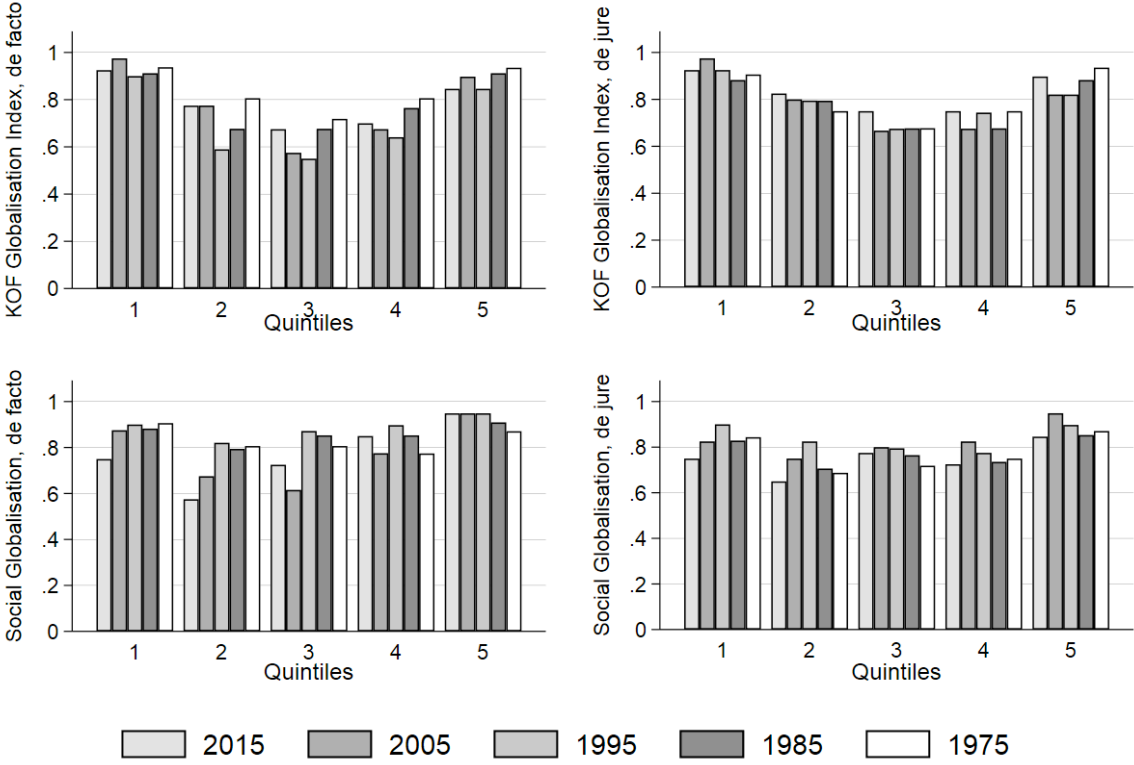 KOF Globalisation Index, de facto
1
.8
.6
.4
.2
0
1 2 3 4 5
Quintiles
KOF Globalisation Index, de jure
1
.8
.6
.4
.2
0
1 2 3 4 5
Quintiles
Social Globalisation, de facto
1
.8
.6
.4
.2
0
1 2 3 4 5
Quintiles
Social Globalisation, de jure
1
.8
.6
.4
.2
0
1 2 3 4 5
Quintiles
2015 2005 1995 1985 1975